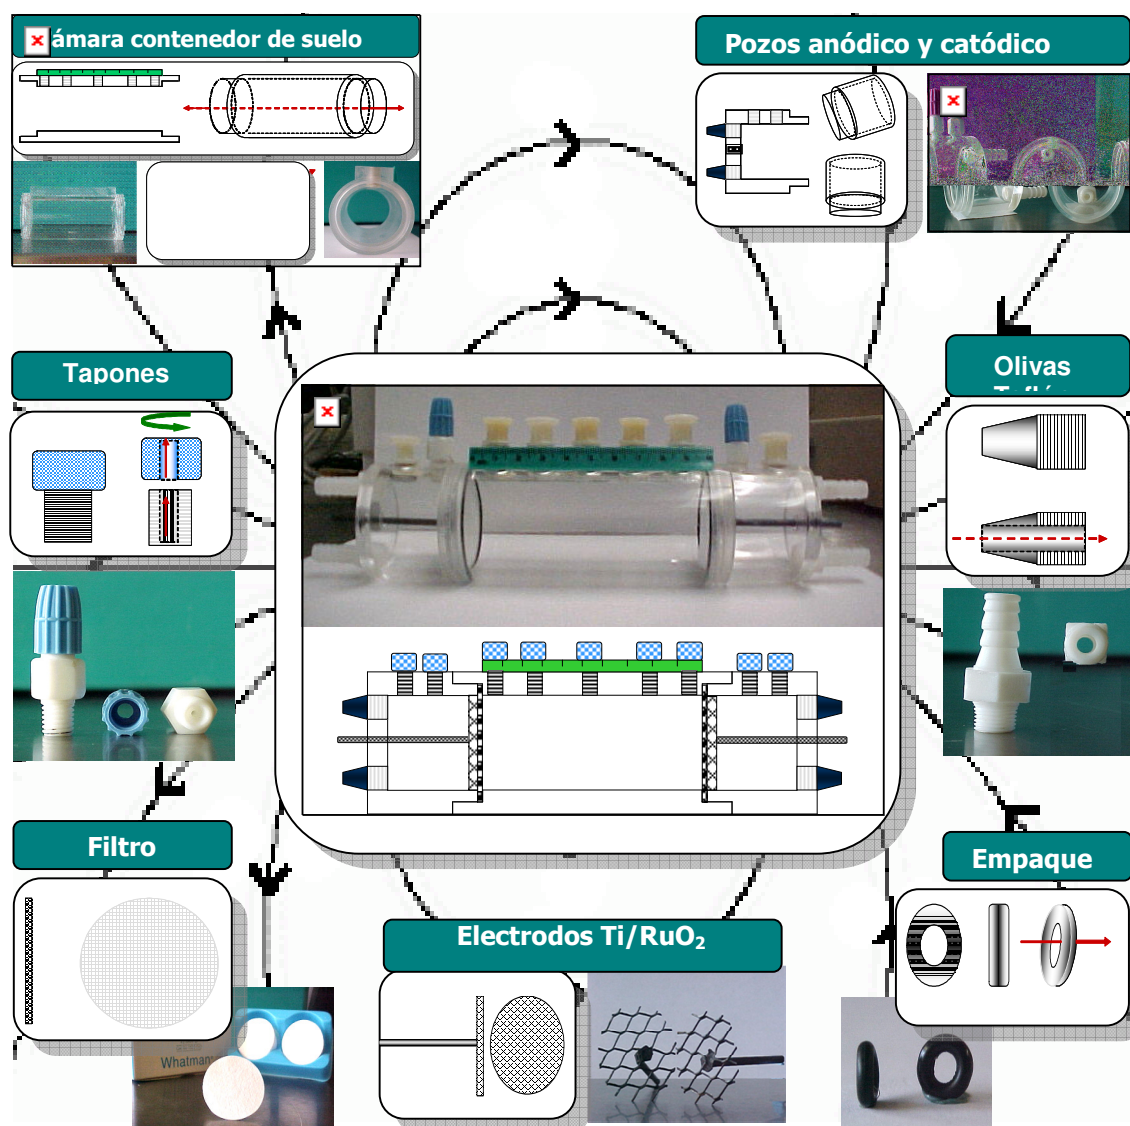 ámara contenedor de suelo
Pozos anódico y catódico
Tapones
Olivas
Filtro
Whatman
Empaque
Electrodos Ti/RuO₂